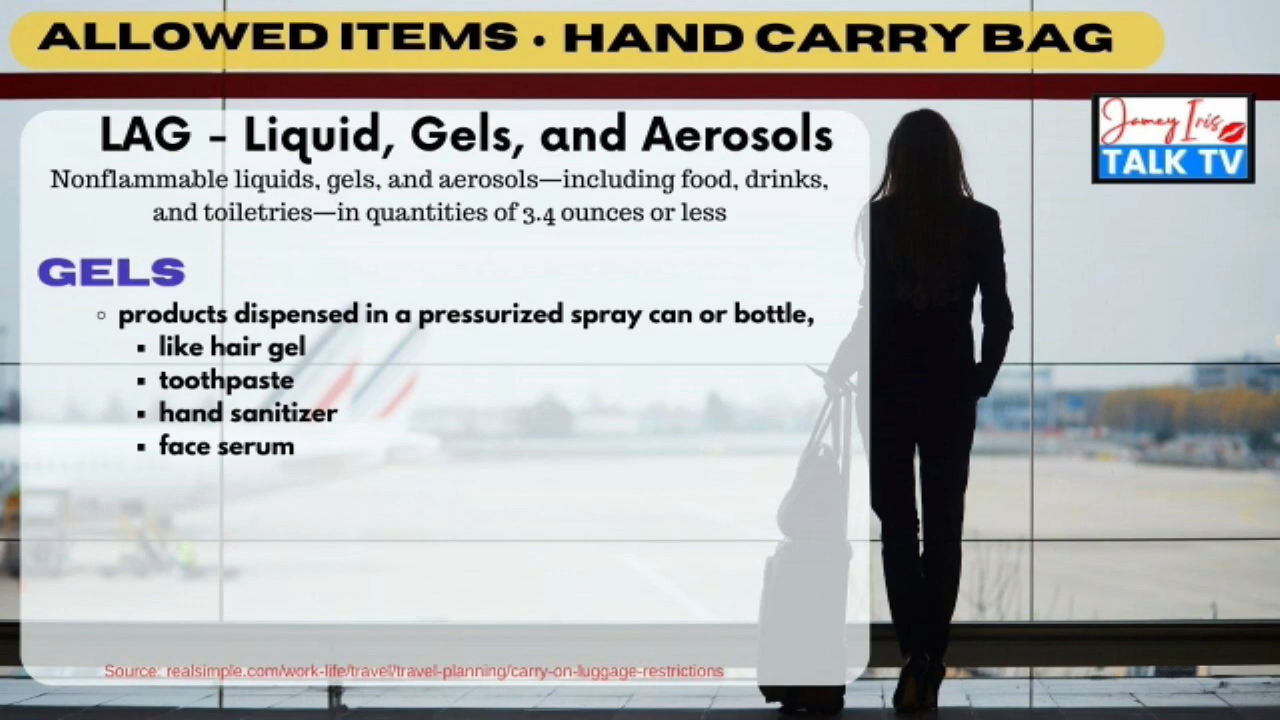 ALLOWED ITEMS • HAND CARRY BAG
Jamey Iris
TALK TV
LAG - Liquid, Gels, and Aerosols
Nonflammable liquids, gels, and aerosols—including food, drinks,
and toiletries—in quantities of 3.4 ounces or less
GELS
products dispensed in a pressurized spray can or bottle,
like hair gel
toothpaste
hand sanitizer
face serum
Source: realsimple.com/work-life/travel/travel-planning/carry-on-luggage-restrictions